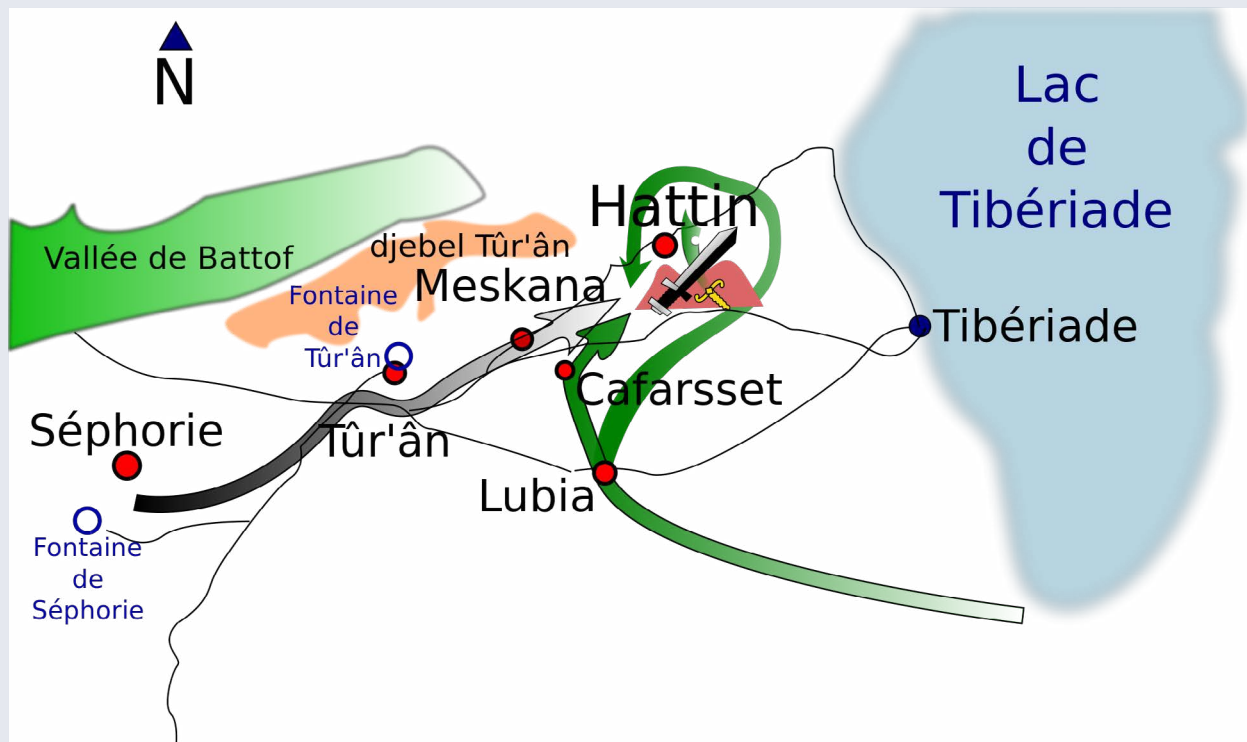 N
Lac
de
Tibériade
Hattin
Vallée de Battof
djebel Tûr'ân
Meskana
Fontaine
de
Tûr'ân
Tibériade
Cafarsset
Séphorie
Tûr'ân
Lubia
Fontaine
de
Séphorie